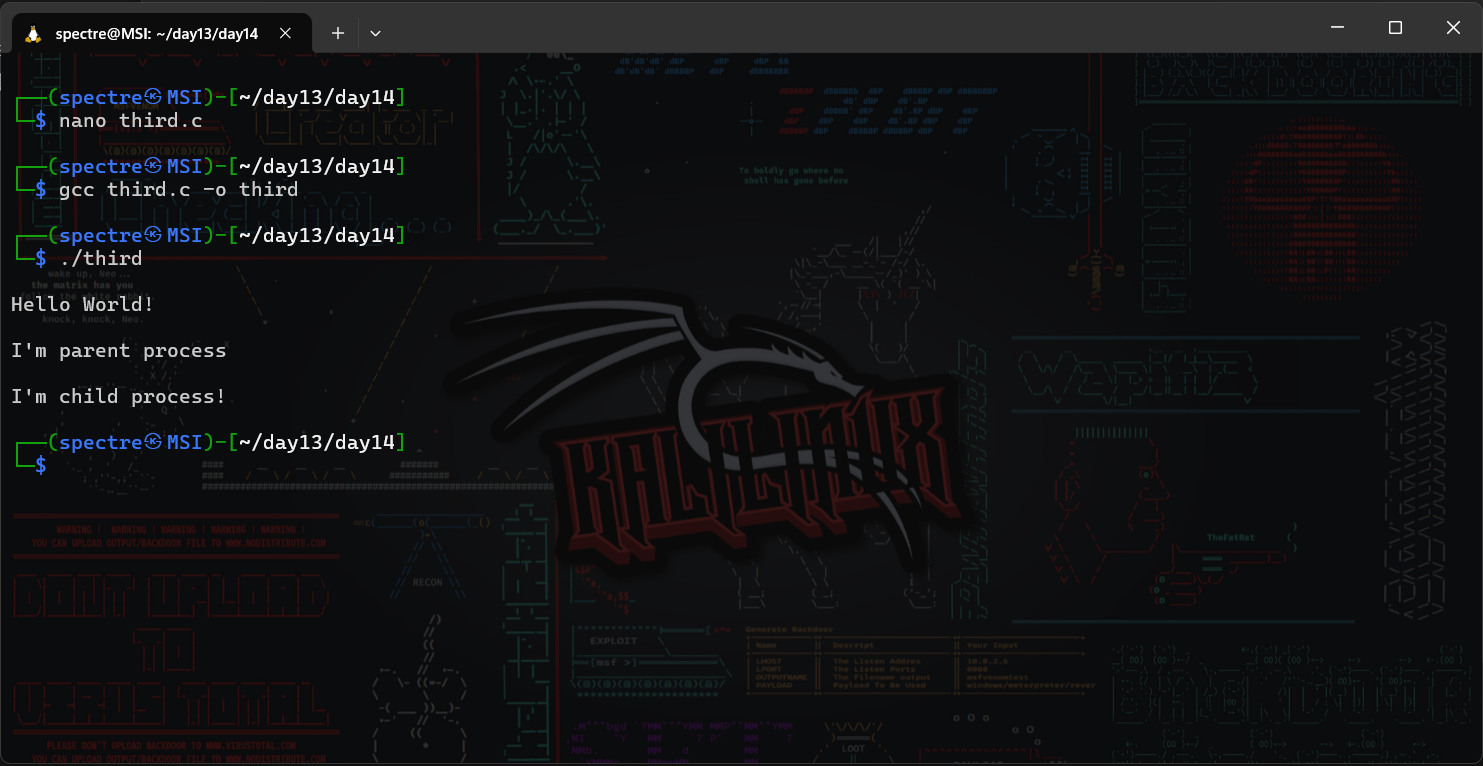 spectre@MSI: ~/day13/day14
(spectre㉿MSI)-[~/day13/day14]
$ nano third.c
(spectre㉿MSI)-[~/day13/day14]
$ gcc third.c -o third
(spectre㉿MSI)-[~/day13/day14]
$ ./third
wake up, Neo...
the matrix has you
Hello World!
knock, knock, Neo.
I'm parent process
I'm child process!
(spectre㉿MSI)-[~/day13/day14]
$
To boldly go where no
shell has gone before
KALI LINUX
WARNING ! WARNING ! WARNING ! WARNING ! WARNING !
YOU CAN UPLOAD OUTPUT/BACKDOOR FILE TO WWW.NODISTRIBUTE.COM
RECON
DONT UPLOAD
TO
VIRUSTOTAL
PLEASE DON'T UPLOAD BACKDOOR TO WWW.VIRUSTOTAL.COM
YOU CAN UPLOAD OUTPUT/BACKDOOR FILE TO WWW.NODISTRIBUTE.COM
TheFatRat
EXPLOIT
[msf >]
Generate Backdoor
Name Descript Your Input
LHOST The Listen Addres 10.0.2.6
LPORT The Listen Ports 8080
OUTPUTNAME The Filename output msfvenomtest
PAYLOAD Payload To Be Used windows/meterpreter/rever
LOOT